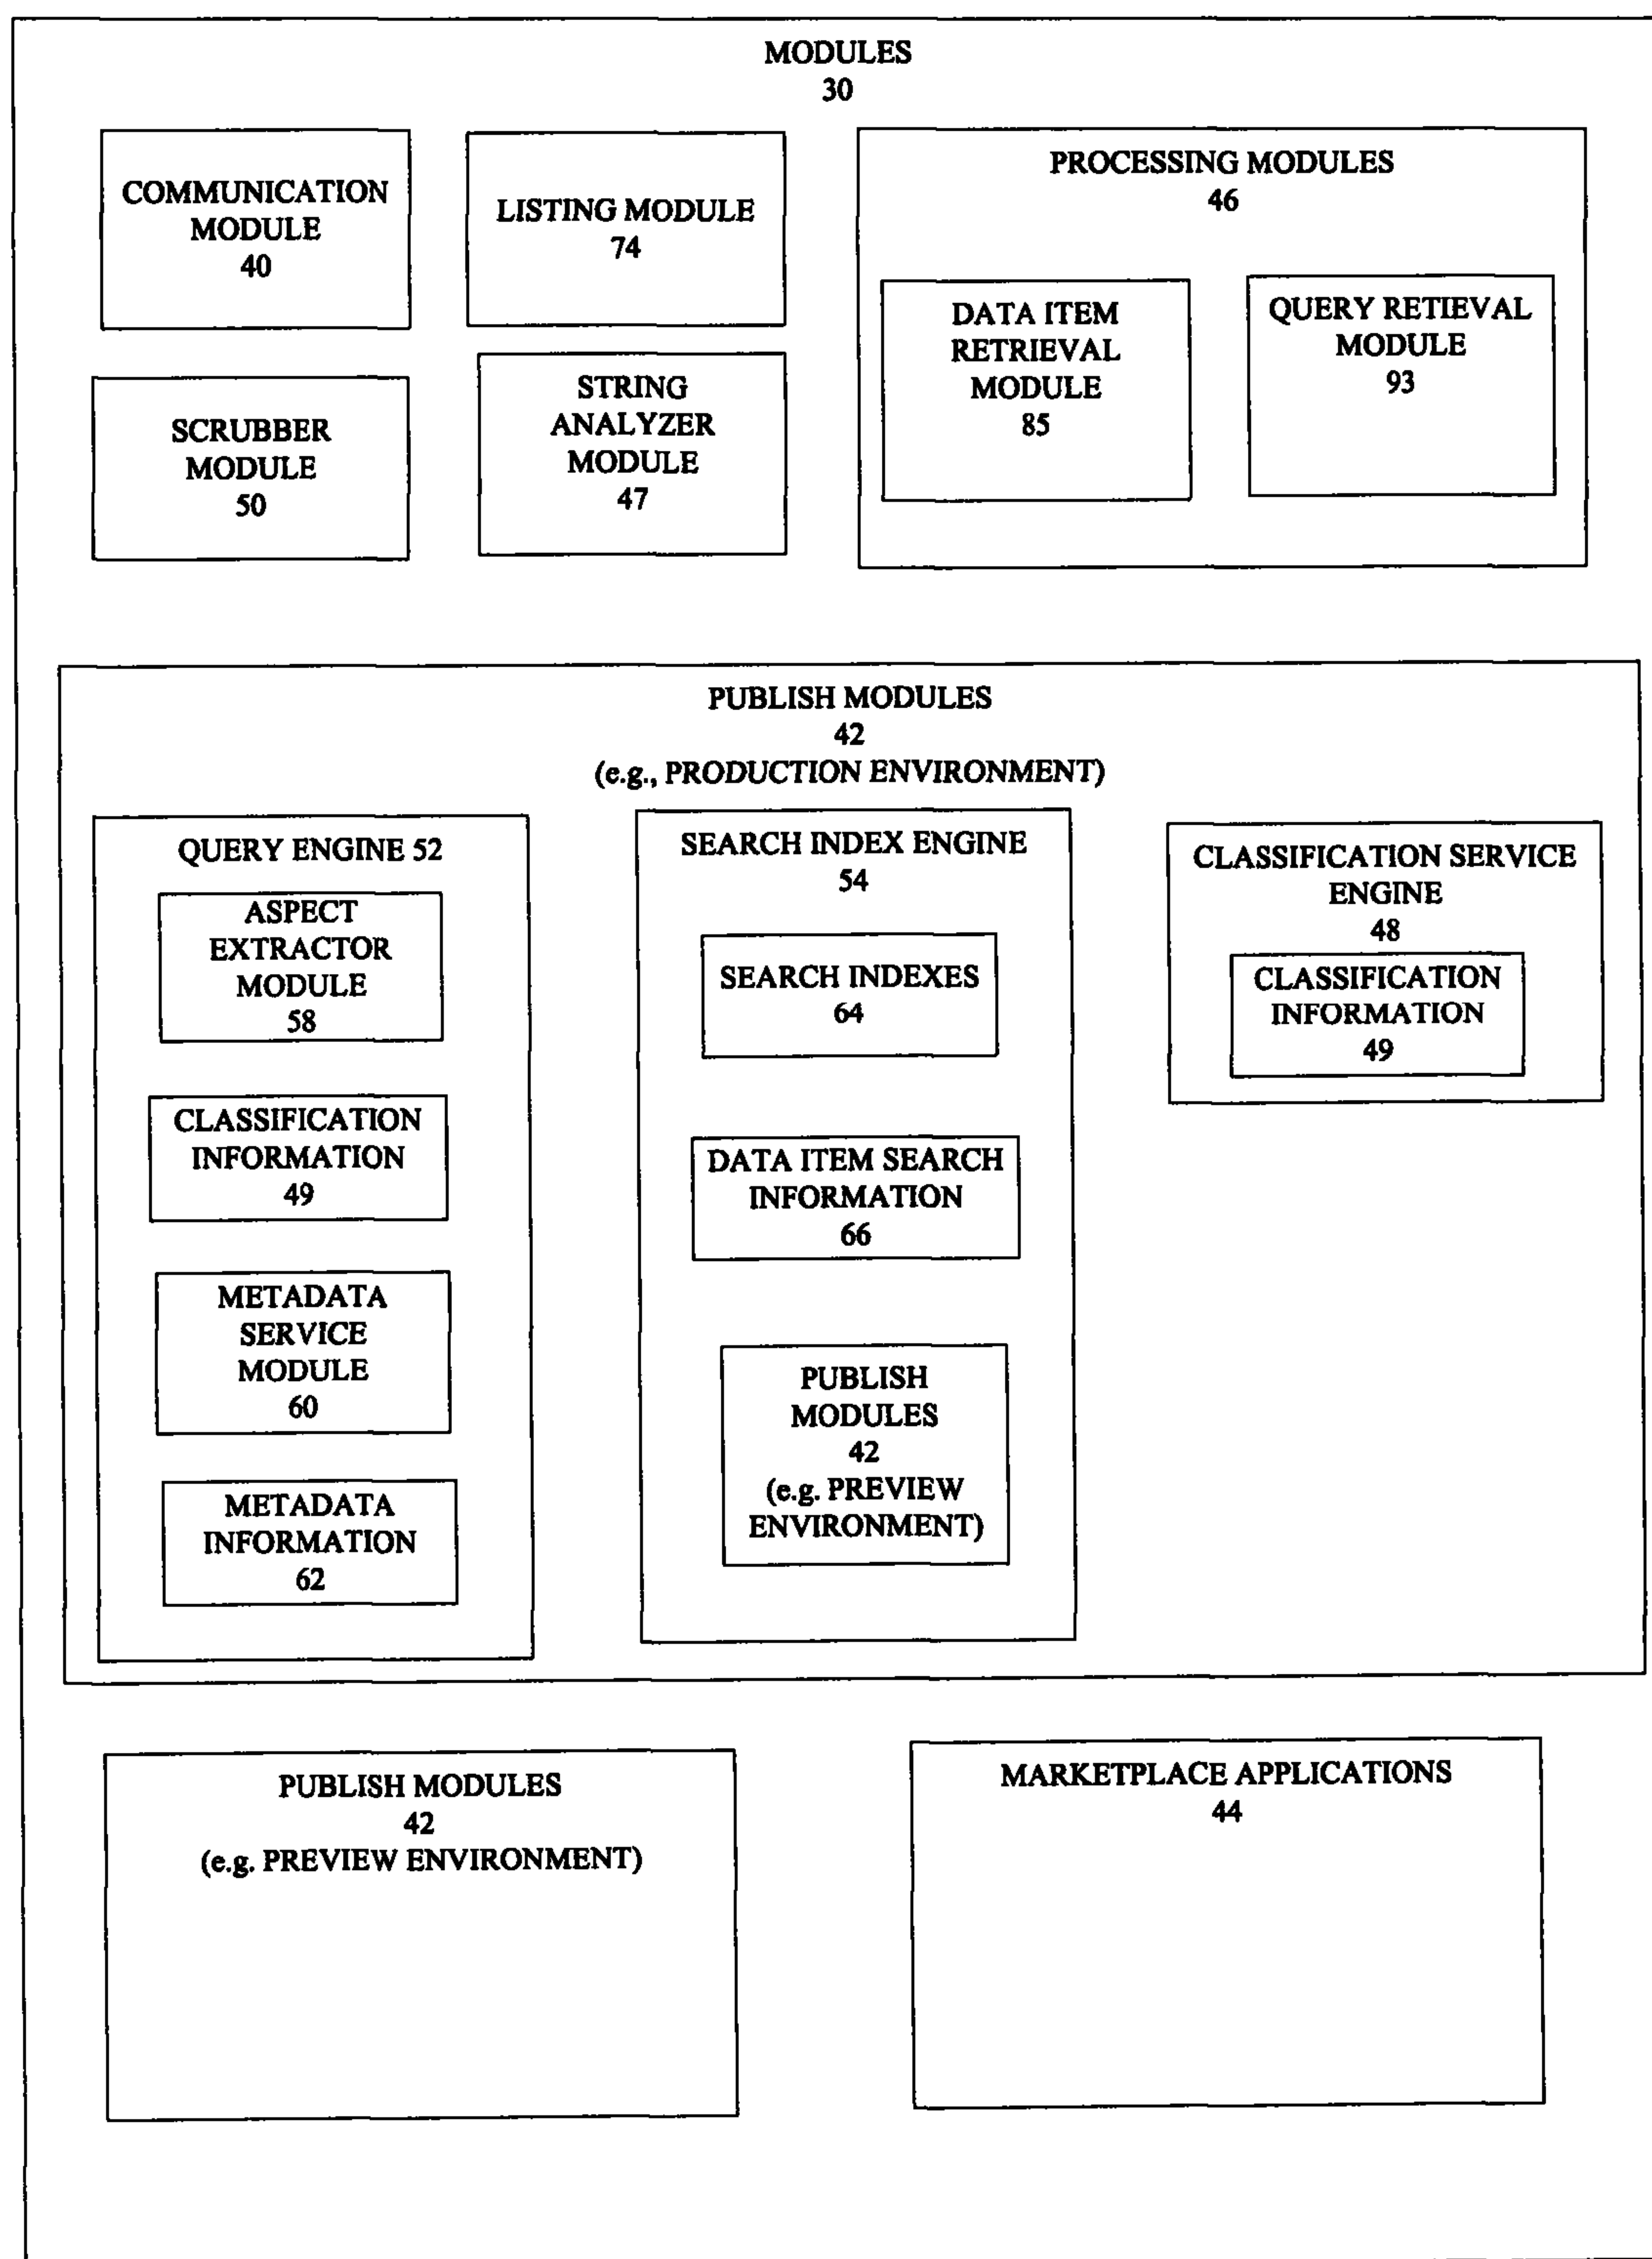 MODULES
30
COMMUNICATION
MODULE
40
LISTING MODULE
74
PROCESSING MODULES
46
DATA ITEM
RETRIEVAL
MODULE
85
QUERY RETIEVAL
MODULE
93
SCRUBBER
MODULE
50
STRING
ANALYZER
MODULE
47
PUBLISH MODULES
42
(e.g., PRODUCTION ENVIRONMENT)
QUERY ENGINE 52
ASPECT
EXTRACTOR
MODULE
58
CLASSIFICATION
INFORMATION
49
METADATA
SERVICE
MODULE
60
METADATA
INFORMATION
62
SEARCH INDEX ENGINE
54
SEARCH INDEXES
64
DATA ITEM SEARCH
INFORMATION
66
PUBLISH
MODULES
42
(e.g. PREVIEW
ENVIRONMENT)
CLASSIFICATION SERVICE
ENGINE
48
CLASSIFICATION
INFORMATION
49
PUBLISH MODULES
42
(e.g. PREVIEW ENVIRONMENT)
MARKETPLACE APPLICATIONS
44